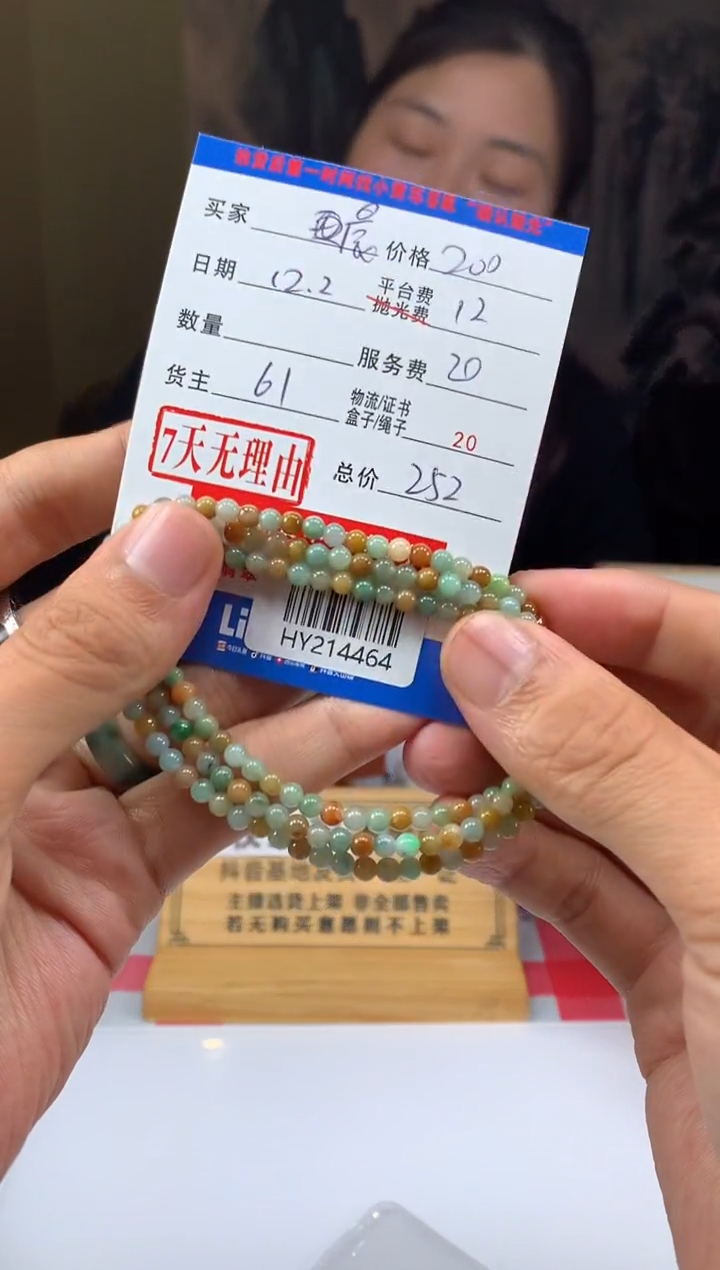 买家 价格 200
日期 12.2 平台费 12
抛光费
数量 服务费 20
货主 61 物流/证书
盒子/绳子 20
7天无理由 总价 252
翡翠
Li
HY214464
主播选货上架 非全部售卖
若无购买意愿则不上架